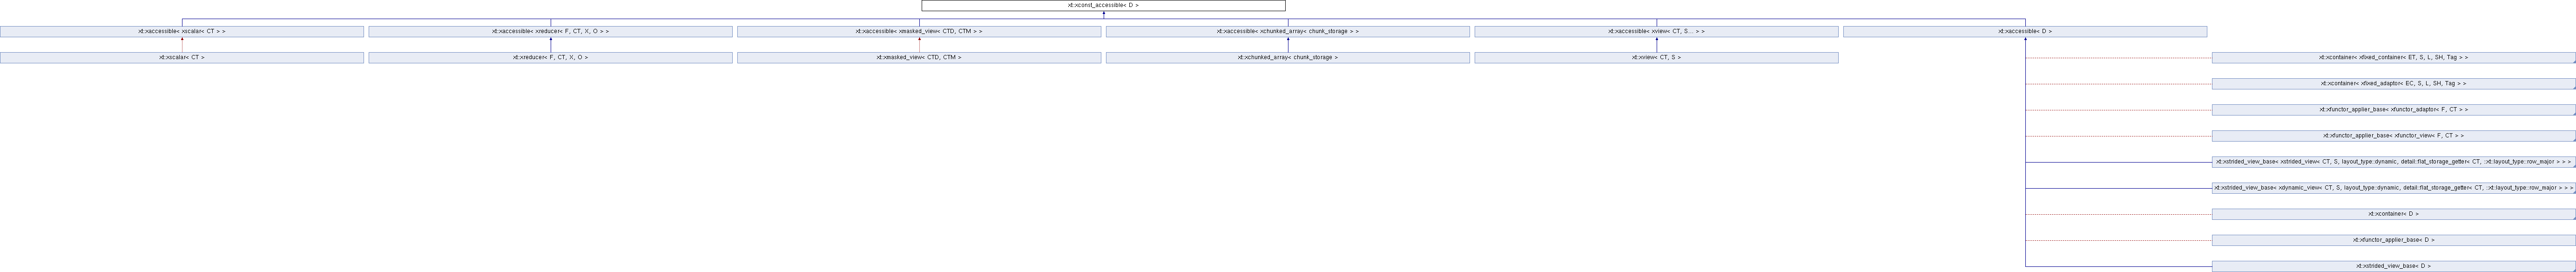 xt::xconst_accessible< D >
xt::xaccessible< xscalar< CT > >
xt::xaccessible< xreducer< F, CT, X, O > >
xt::xaccessible< xmasked_view< CTD, CTM > >
xt::xaccessible< xchunked_array< chunk_storage > >
xt::xaccessible< xview< CT, S... > >
xt::xaccessible< D >
xt::xscalar< CT >
xt::xreducer< F, CT, X, O >
xt::xmasked_view< CTD, CTM >
xt::xchunked_array< chunk_storage >
xt::xview< CT, S >
xt::xcontainer< xfixed_container< ET, S, L, SH, Tag > >
xt::xcontainer< xfixed_adaptor< EC, S, L, SH, Tag > >
xt::xfunctor_applier_base< xfunctor_adaptor< F, CT > >
xt::xfunctor_applier_base< xfunctor_view< F, CT > >
xt::xstrided_view_base< xstrided_view< CT, S, layout_type::dynamic, detail::flat_storage_getter< CT, ::xt::layout_type::row_major > > >
xt::xstrided_view_base< xdynamic_view< CT, S, layout_type::dynamic, detail::flat_storage_getter< CT, ::xt::layout_type::row_major > > >
xt::xcontainer< D >
xt::xfunctor_applier_base< D >
xt::xstrided_view_base< D >